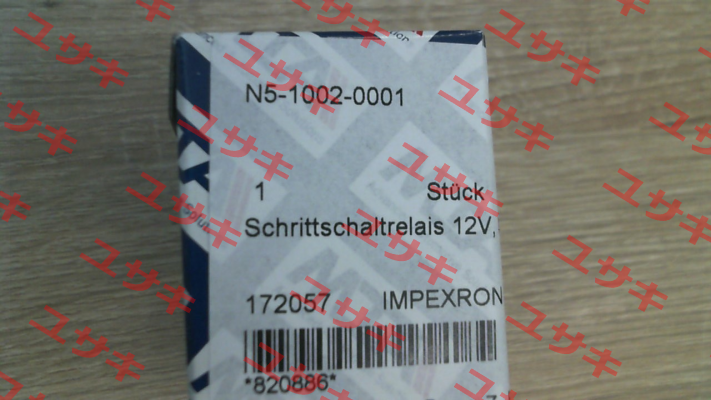 N5-1002-0001
1 Stück
Schrittschaltrelais 12V,
172057 IMPEXRON
*820886*
ユサキ